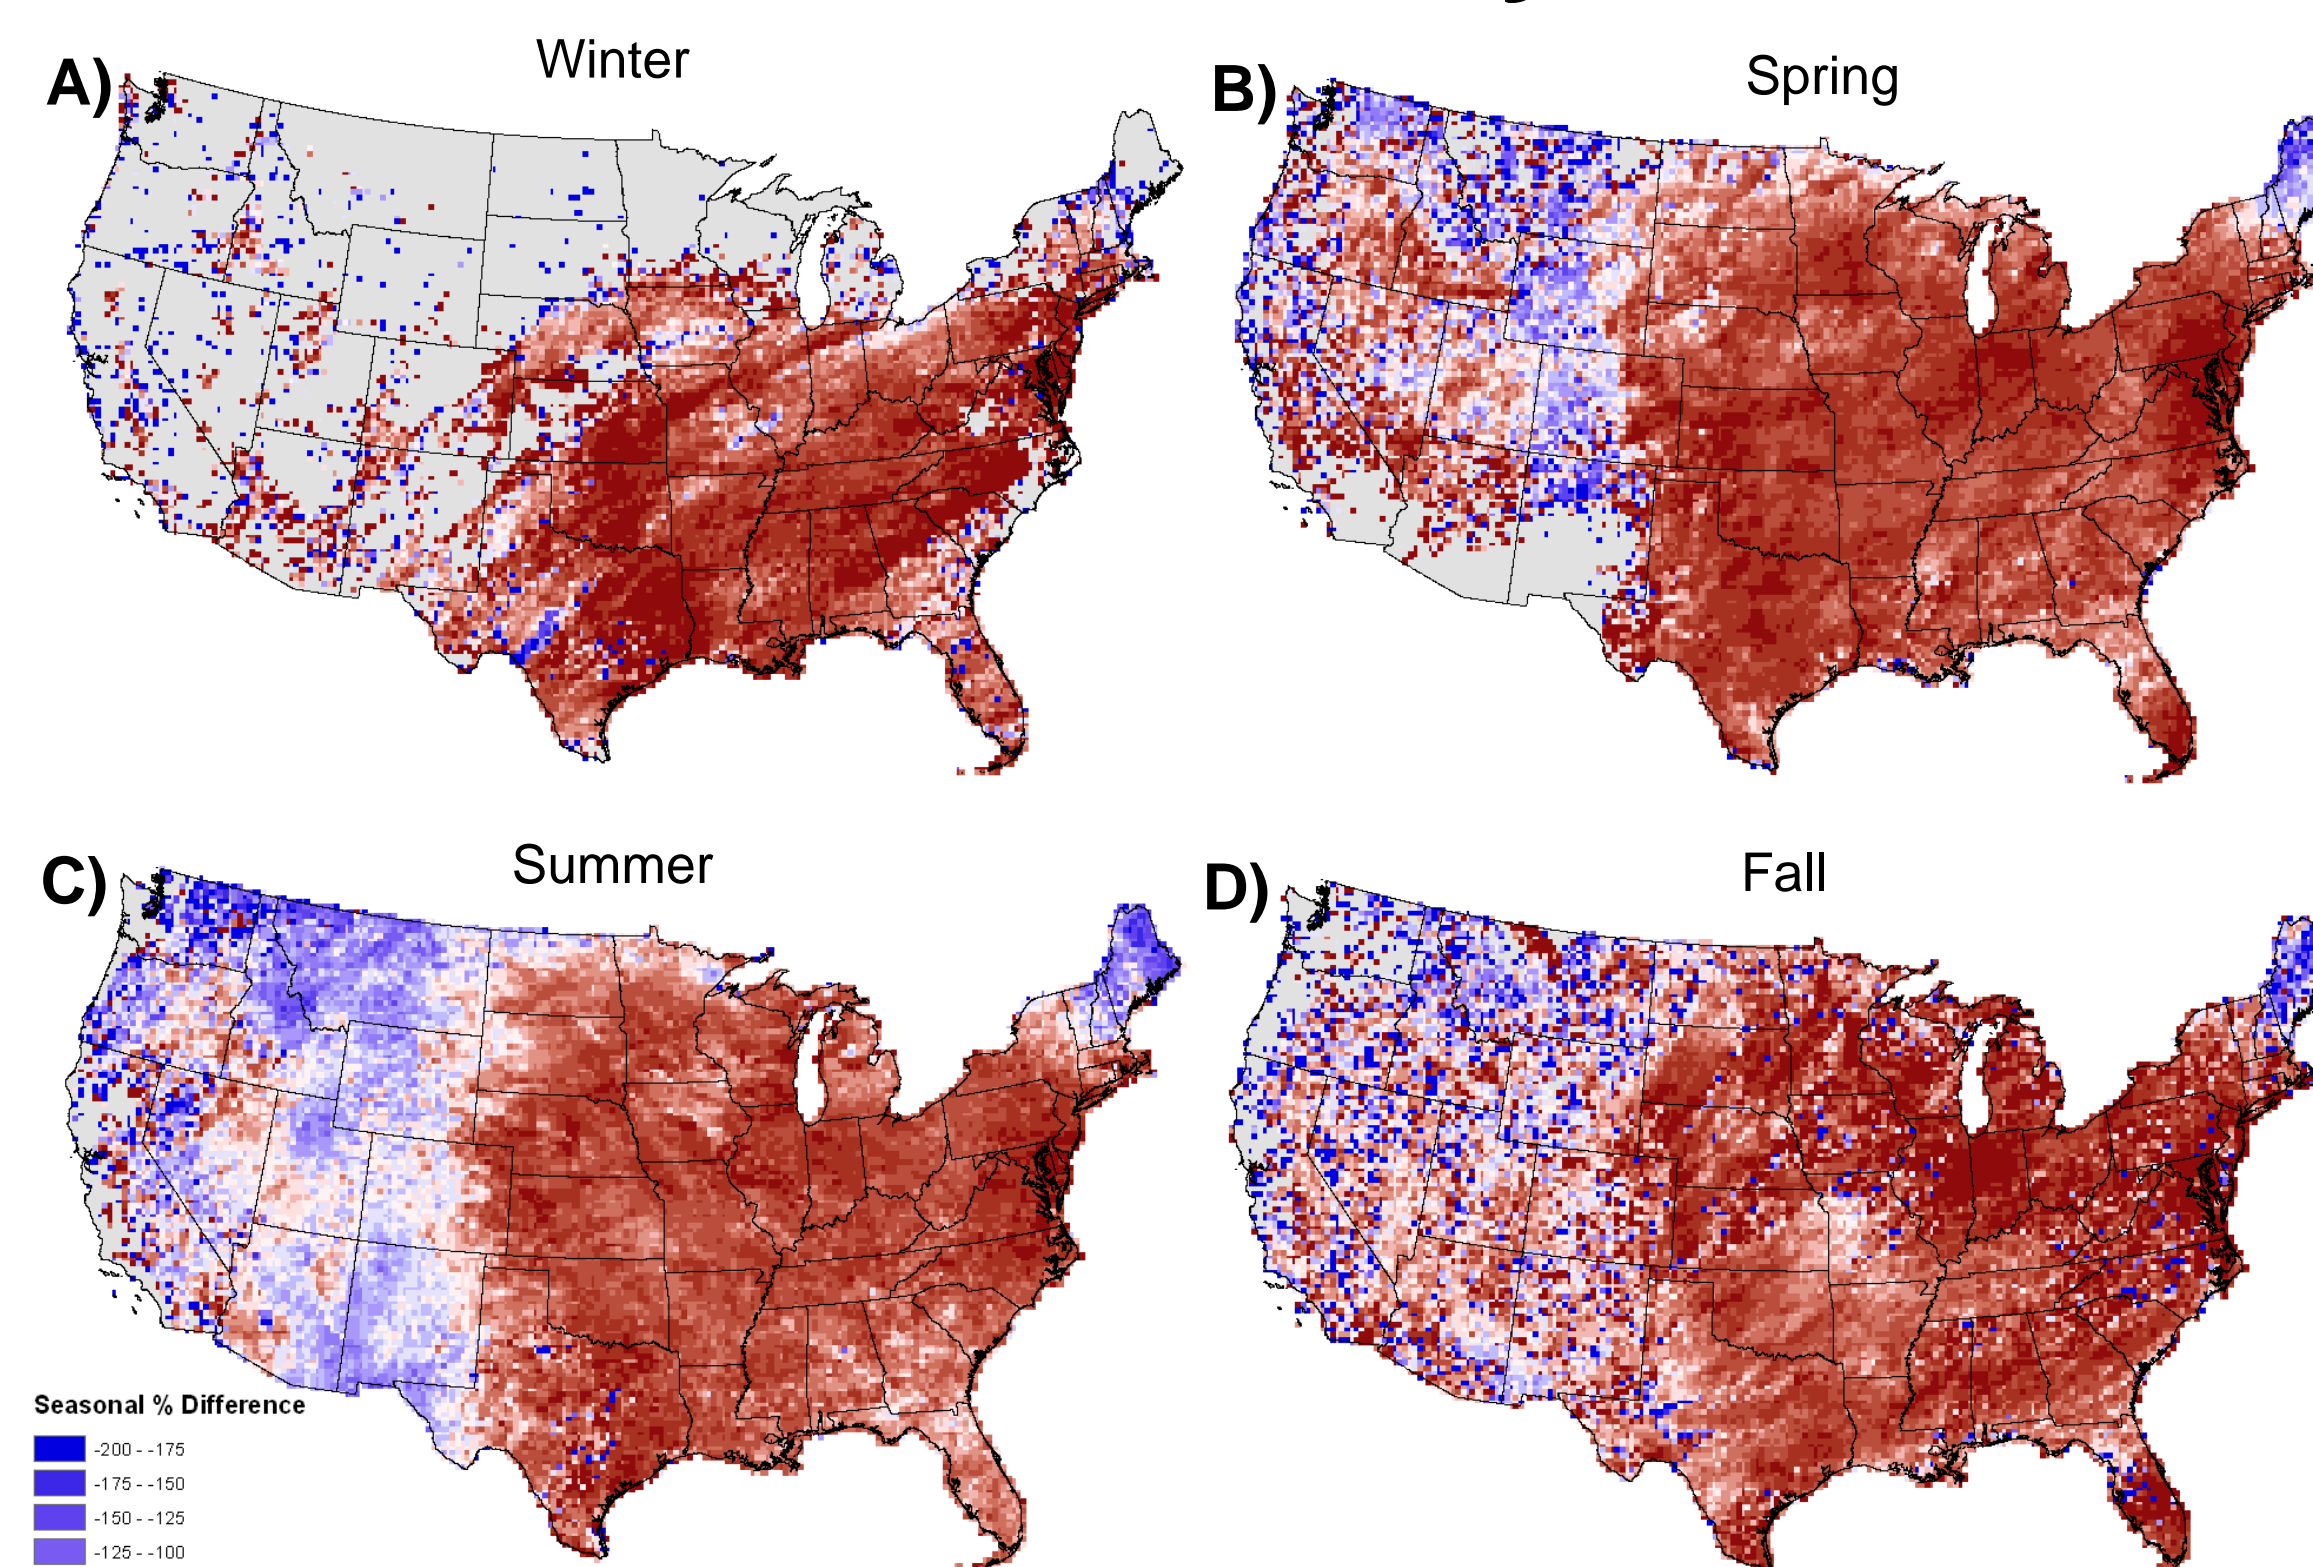 A)
Winter
B)
Spring
C)
Summer
D)
Fall
Seasonal % Difference
-200 - -175
-175 - -150
-150 - -125
-125 - -100